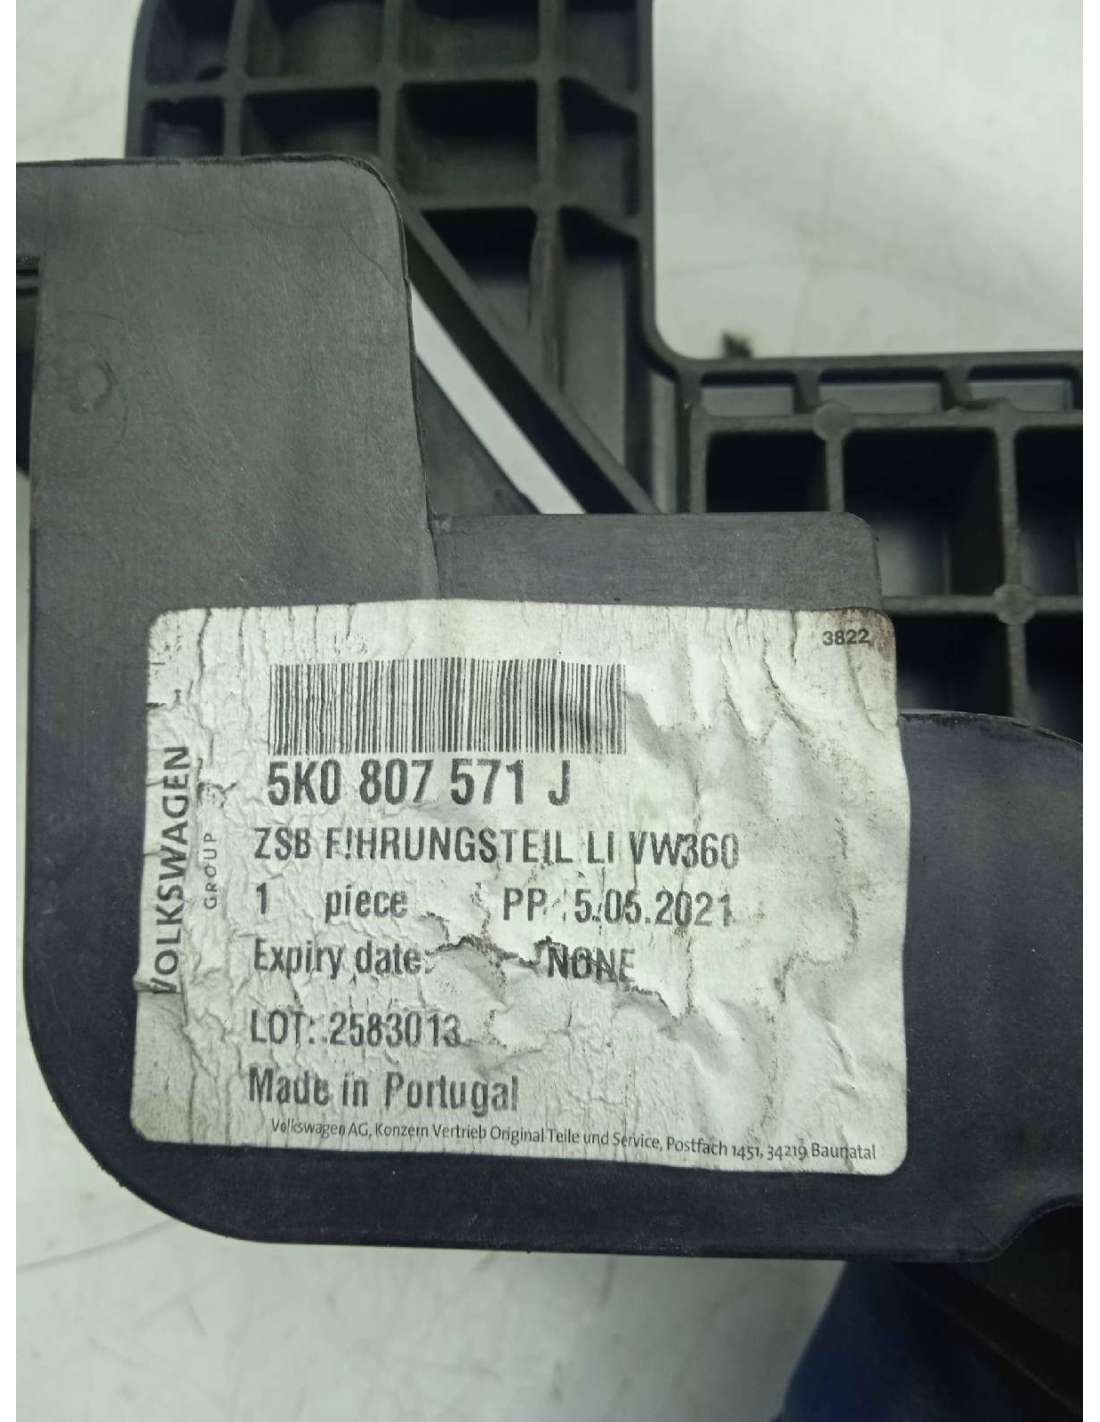 3822
5K0 807 571 J
ZSB F!HRUNGSTEIL LI VW360
1 piece PP 5.05.2021
Expiry date: NONE
LOT: 2583013
Made in Portugal
Volkswagen AG, Konzern Vertrieb Original Teile und Service, Postfach 1451, 34219 Baunatal
VOLKSWAGEN
GROUP